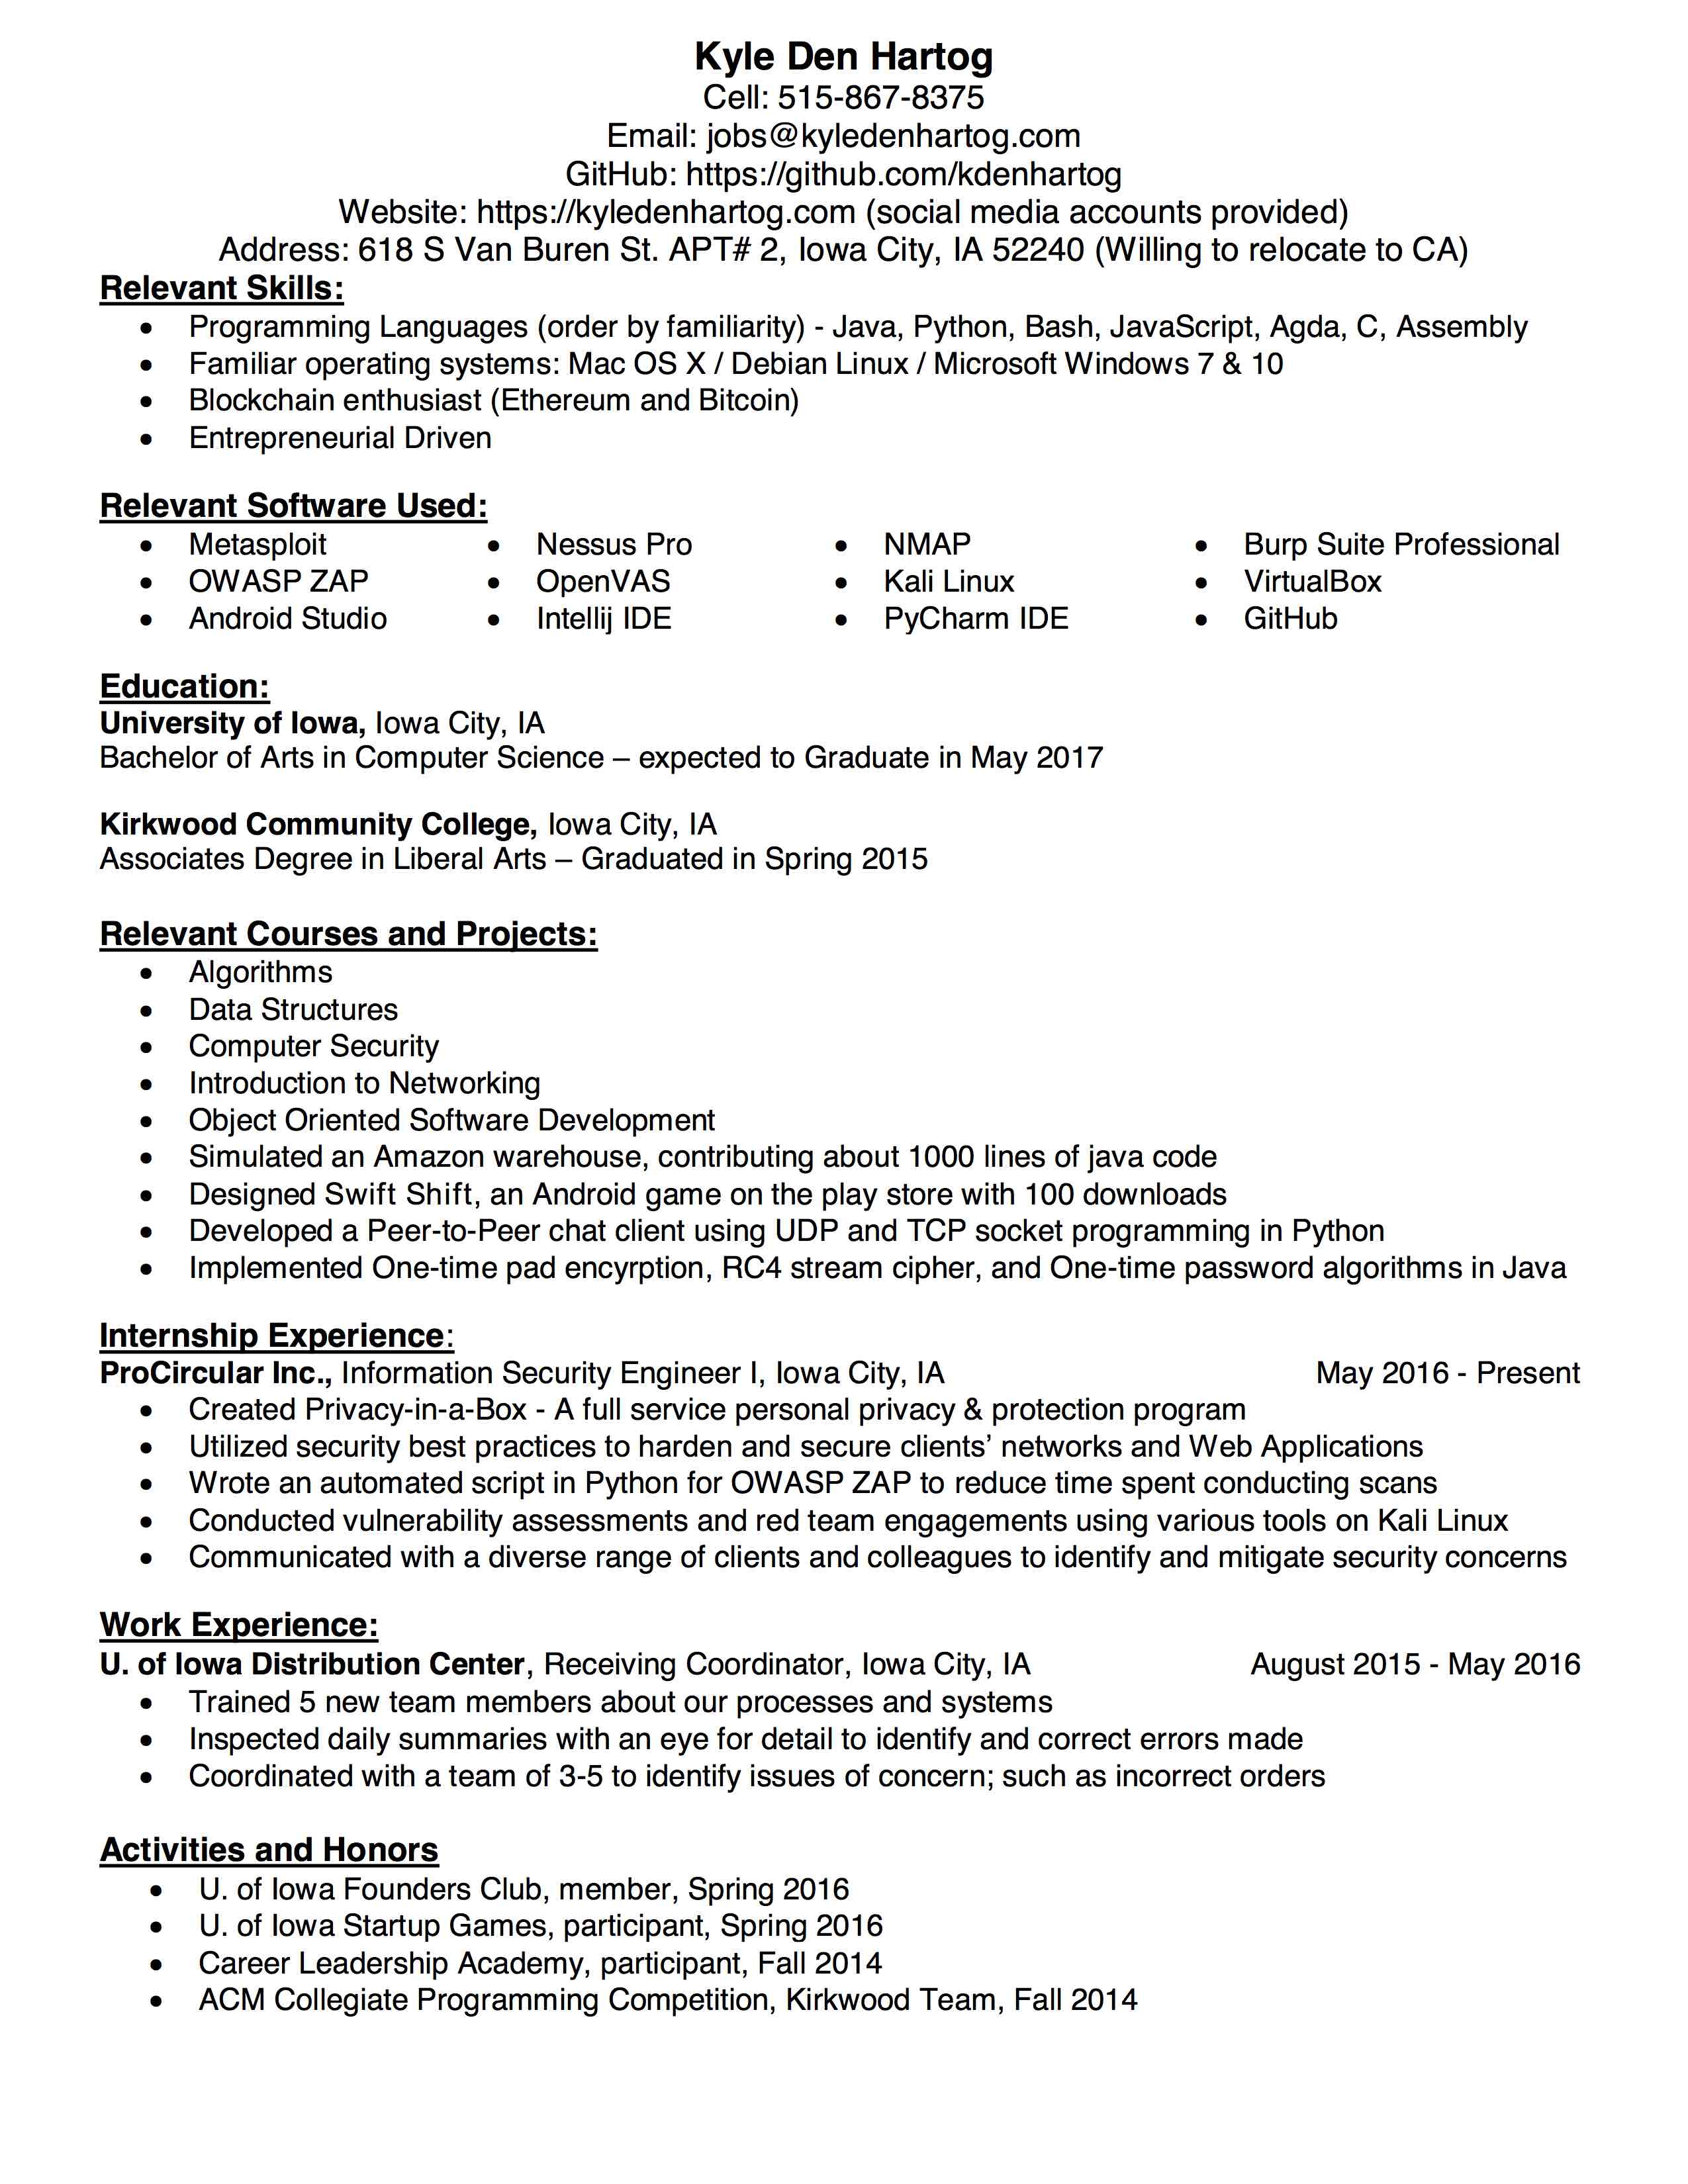 Kyle Den Hartog
Cell: 515-867-8375
Email: jobs@kyledenhartog.com
GitHub: https://github.com/kdenhartog
Website: https://kyledenhartog.com (social media accounts provided)
Address: 618 S Van Buren St. APT# 2, Iowa City, IA 52240 (Willing to relocate to CA)
Relevant Skills:
• Programming Languages (order by familiarity) - Java, Python, Bash, JavaScript, Agda, C, Assembly
• Familiar operating systems: Mac OS X / Debian Linux / Microsoft Windows 7 & 10
• Blockchain enthusiast (Ethereum and Bitcoin)
• Entrepreneurial Driven
Relevant Software Used:
• Metasploit • Nessus Pro • NMAP • Burp Suite Professional
• OWASP ZAP • OpenVAS • Kali Linux • VirtualBox
• Android Studio • Intellij IDE • PyCharm IDE • GitHub
Education:
University of Iowa, Iowa City, IA
Bachelor of Arts in Computer Science – expected to Graduate in May 2017
Kirkwood Community College, Iowa City, IA
Associates Degree in Liberal Arts – Graduated in Spring 2015
Relevant Courses and Projects:
• Algorithms
• Data Structures
• Computer Security
• Introduction to Networking
• Object Oriented Software Development
• Simulated an Amazon warehouse, contributing about 1000 lines of java code
• Designed Swift Shift, an Android game on the play store with 100 downloads
• Developed a Peer-to-Peer chat client using UDP and TCP socket programming in Python
• Implemented One-time pad encyrption, RC4 stream cipher, and One-time password algorithms in Java
Internship Experience:
ProCircular Inc., Information Security Engineer I, Iowa City, IA May 2016 - Present
• Created Privacy-in-a-Box - A full service personal privacy & protection program
• Utilized security best practices to harden and secure clients’ networks and Web Applications
• Wrote an automated script in Python for OWASP ZAP to reduce time spent conducting scans
• Conducted vulnerability assessments and red team engagements using various tools on Kali Linux
• Communicated with a diverse range of clients and colleagues to identify and mitigate security concerns
Work Experience:
U. of Iowa Distribution Center, Receiving Coordinator, Iowa City, IA August 2015 - May 2016
• Trained 5 new team members about our processes and systems
• Inspected daily summaries with an eye for detail to identify and correct errors made
• Coordinated with a team of 3-5 to identify issues of concern; such as incorrect orders
Activities and Honors
• U. of Iowa Founders Club, member, Spring 2016
• U. of Iowa Startup Games, participant, Spring 2016
• Career Leadership Academy, participant, Fall 2014
• ACM Collegiate Programming Competition, Kirkwood Team, Fall 2014